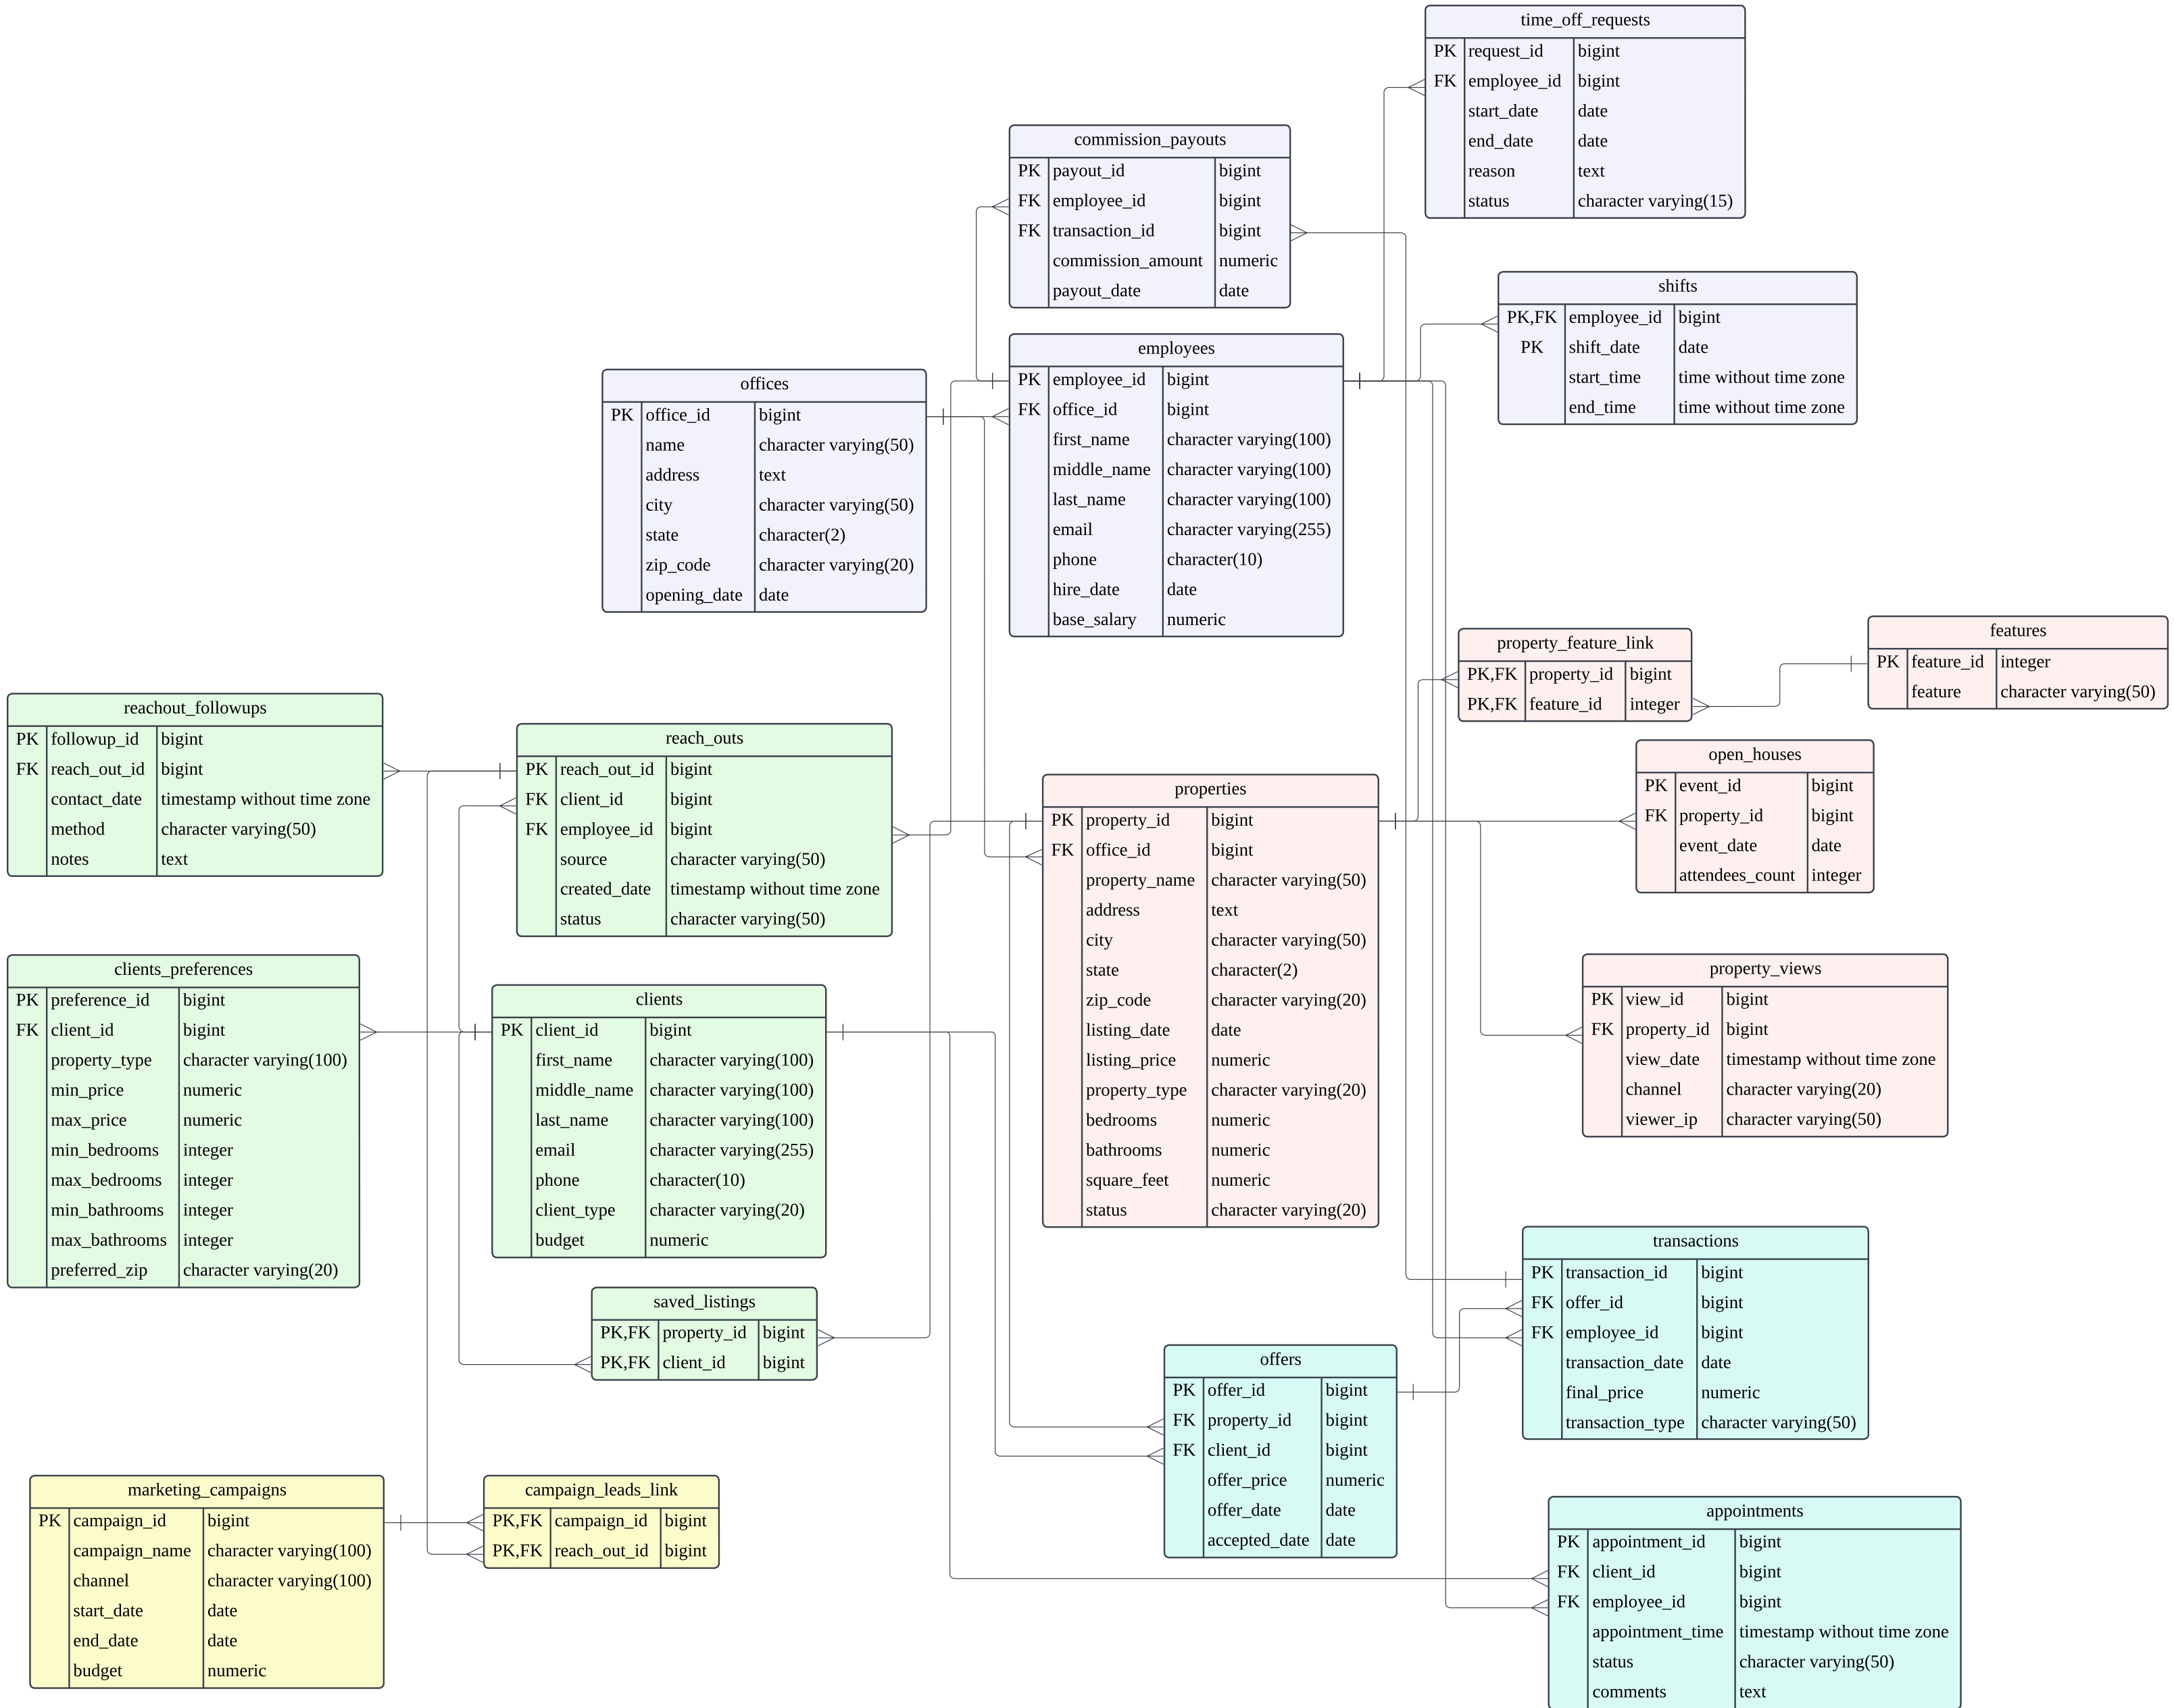 time_off_requests
PK request_id bigint
FK employee_id bigint
start_date date
end_date date
reason text
status character varying(15)
commission_payouts
PK payout_id bigint
FK employee_id bigint
FK transaction_id bigint
commission_amount numeric
payout_date date
shifts
PK,FK employee_id bigint
PK shift_date date
start_time time without time zone
end_time time without time zone
employees
PK employee_id bigint
FK office_id bigint
first_name character varying(100)
middle_name character varying(100)
last_name character varying(100)
email character varying(255)
phone character(10)
hire_date date
base_salary numeric
offices
PK office_id bigint
name character varying(50)
address text
city character varying(50)
state character(2)
zip_code character varying(20)
opening_date date
property_feature_link
PK,FK property_id bigint
PK,FK feature_id integer
features
PK feature_id integer
feature character varying(50)
reachout_followups
PK followup_id bigint
FK reach_out_id bigint
contact_date timestamp without time zone
method character varying(50)
notes text
reach_outs
PK reach_out_id bigint
FK client_id bigint
FK employee_id bigint
source character varying(50)
created_date timestamp without time zone
status character varying(50)
properties
PK property_id bigint
FK office_id bigint
property_name character varying(50)
address text
city character varying(50)
state character(2)
zip_code character varying(20)
listing_date date
listing_price numeric
property_type character varying(20)
bedrooms numeric
bathrooms numeric
square_feet numeric
status character varying(20)
open_houses
PK event_id bigint
FK property_id bigint
event_date date
attendees_count integer
clients_preferences
PK preference_id bigint
FK client_id bigint
property_type character varying(100)
min_price numeric
max_price numeric
min_bedrooms integer
max_bedrooms integer
min_bathrooms integer
max_bathrooms integer
preferred_zip character varying(20)
clients
PK client_id bigint
first_name character varying(100)
middle_name character varying(100)
last_name character varying(100)
email character varying(255)
phone character(10)
client_type character varying(20)
budget numeric
property_views
PK view_id bigint
FK property_id bigint
view_date timestamp without time zone
channel character varying(20)
viewer_ip character varying(50)
saved_listings
PK,FK property_id bigint
PK,FK client_id bigint
transactions
PK transaction_id bigint
FK offer_id bigint
FK employee_id bigint
transaction_date date
final_price numeric
transaction_type character varying(50)
offers
PK offer_id bigint
FK property_id bigint
FK client_id bigint
offer_price numeric
offer_date date
accepted_date date
marketing_campaigns
PK campaign_id bigint
campaign_name character varying(100)
channel character varying(100)
start_date date
end_date date
budget numeric
campaign_leads_link
PK,FK campaign_id bigint
PK,FK reach_out_id bigint
appointments
PK appointment_id bigint
FK client_id bigint
FK employee_id bigint
appointment_time timestamp without time zone
status character varying(50)
comments text